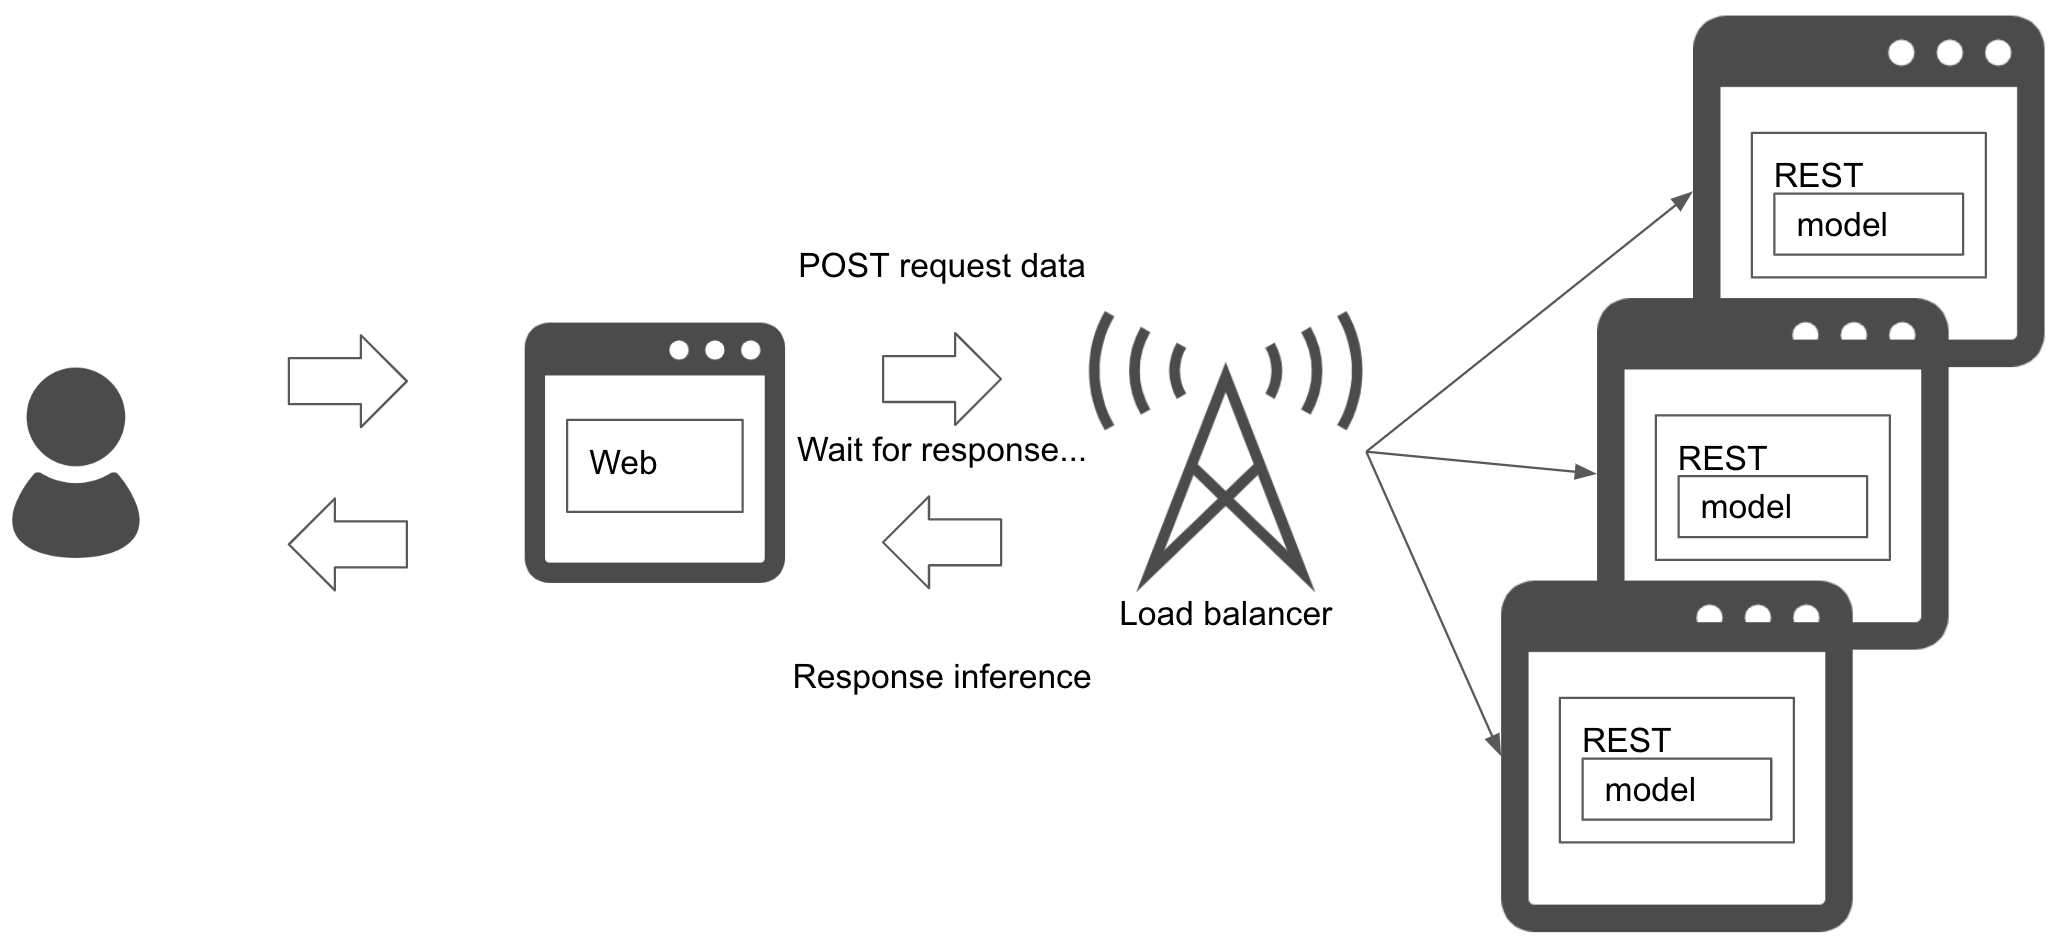 POST request data
Web
Wait for response...
Load balancer
Response inference
REST
model
REST
model
REST
model